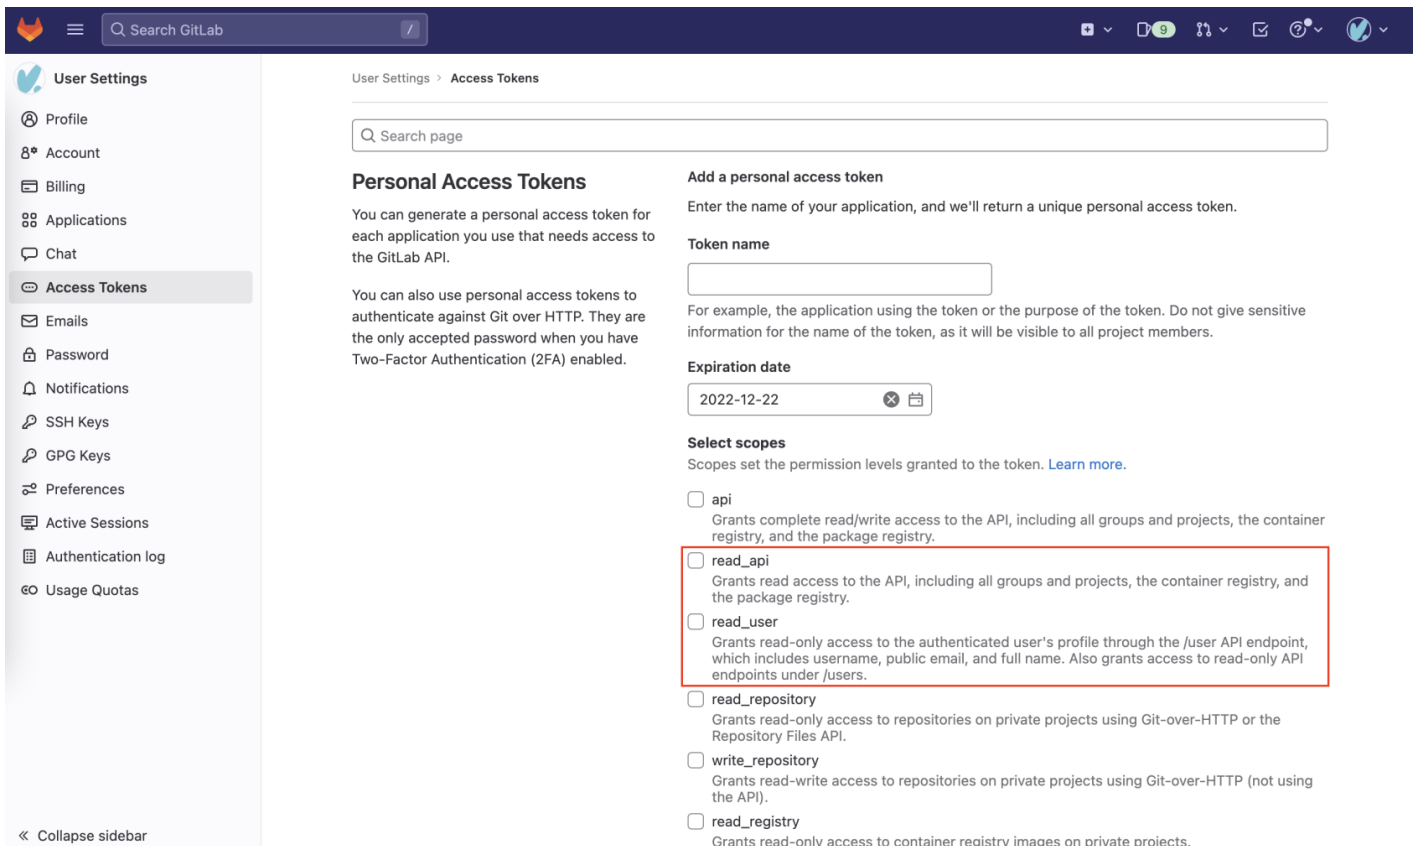 Search GitLab
/
9
User Settings
Profile
Account
Billing
Applications
Chat
Access Tokens
Emails
Password
Notifications
SSH Keys
GPG Keys
Preferences
Active Sessions
Authentication log
Usage Quotas
Collapse sidebar
User Settings > Access Tokens
Search page
Personal Access Tokens
You can generate a personal access token for
each application you use that needs access to
the GitLab API.
You can also use personal access tokens to
authenticate against Git over HTTP. They are
the only accepted password when you have
Two-Factor Authentication (2FA) enabled.
Add a personal access token
Enter the name of your application, and we'll return a unique personal access token.
Token name
For example, the application using the token or the purpose of the token. Do not give sensitive
information for the name of the token, as it will be visible to all project members.
Expiration date
2022-12-22
Select scopes
Scopes set the permission levels granted to the token. Learn more.
api
Grants complete read/write access to the API, including all groups and projects, the container
registry, and the package registry.
read_api
Grants read access to the API, including all groups and projects, the container registry, and
the package registry.
read_user
Grants read-only access to the authenticated user's profile through the /user API endpoint,
which includes username, public email, and full name. Also grants access to read-only API
endpoints under /users.
read_repository
Grants read-only access to repositories on private projects using Git-over-HTTP or the
Repository Files API.
write_repository
Grants read-write access to repositories on private projects using Git-over-HTTP (not using
the API).
read_registry
Grants read-only access to container registry images on private projects.